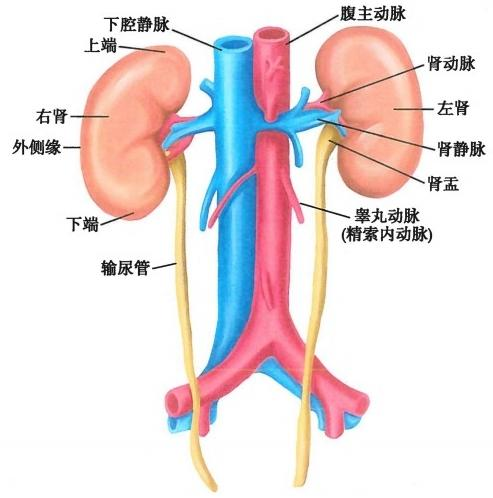 下腔静脉
上端
右肾
外侧缘
下端
输尿管
腹主动脉
肾动脉
左肾
肾静脉
肾盂
睾丸动脉
(精索内动脉)